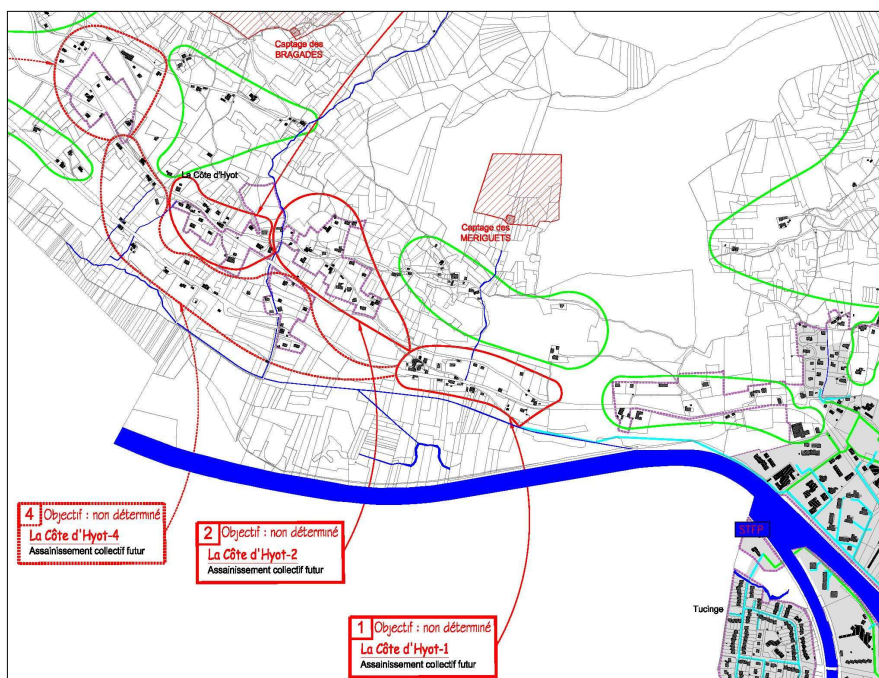 Captage des
BRAGADES
La Côte d'Hyot
Captage des
MERIGUETS
4 Objectif : non déterminé
La Côte d'Hyot-4
Assainissement collectif futur
2 Objectif : non déterminé
La Côte d'Hyot-2
Assainissement collectif futur
STEP
Tucinge
1 Objectif : non déterminé
La Côte d'Hyot-1
Assainissement collectif futur